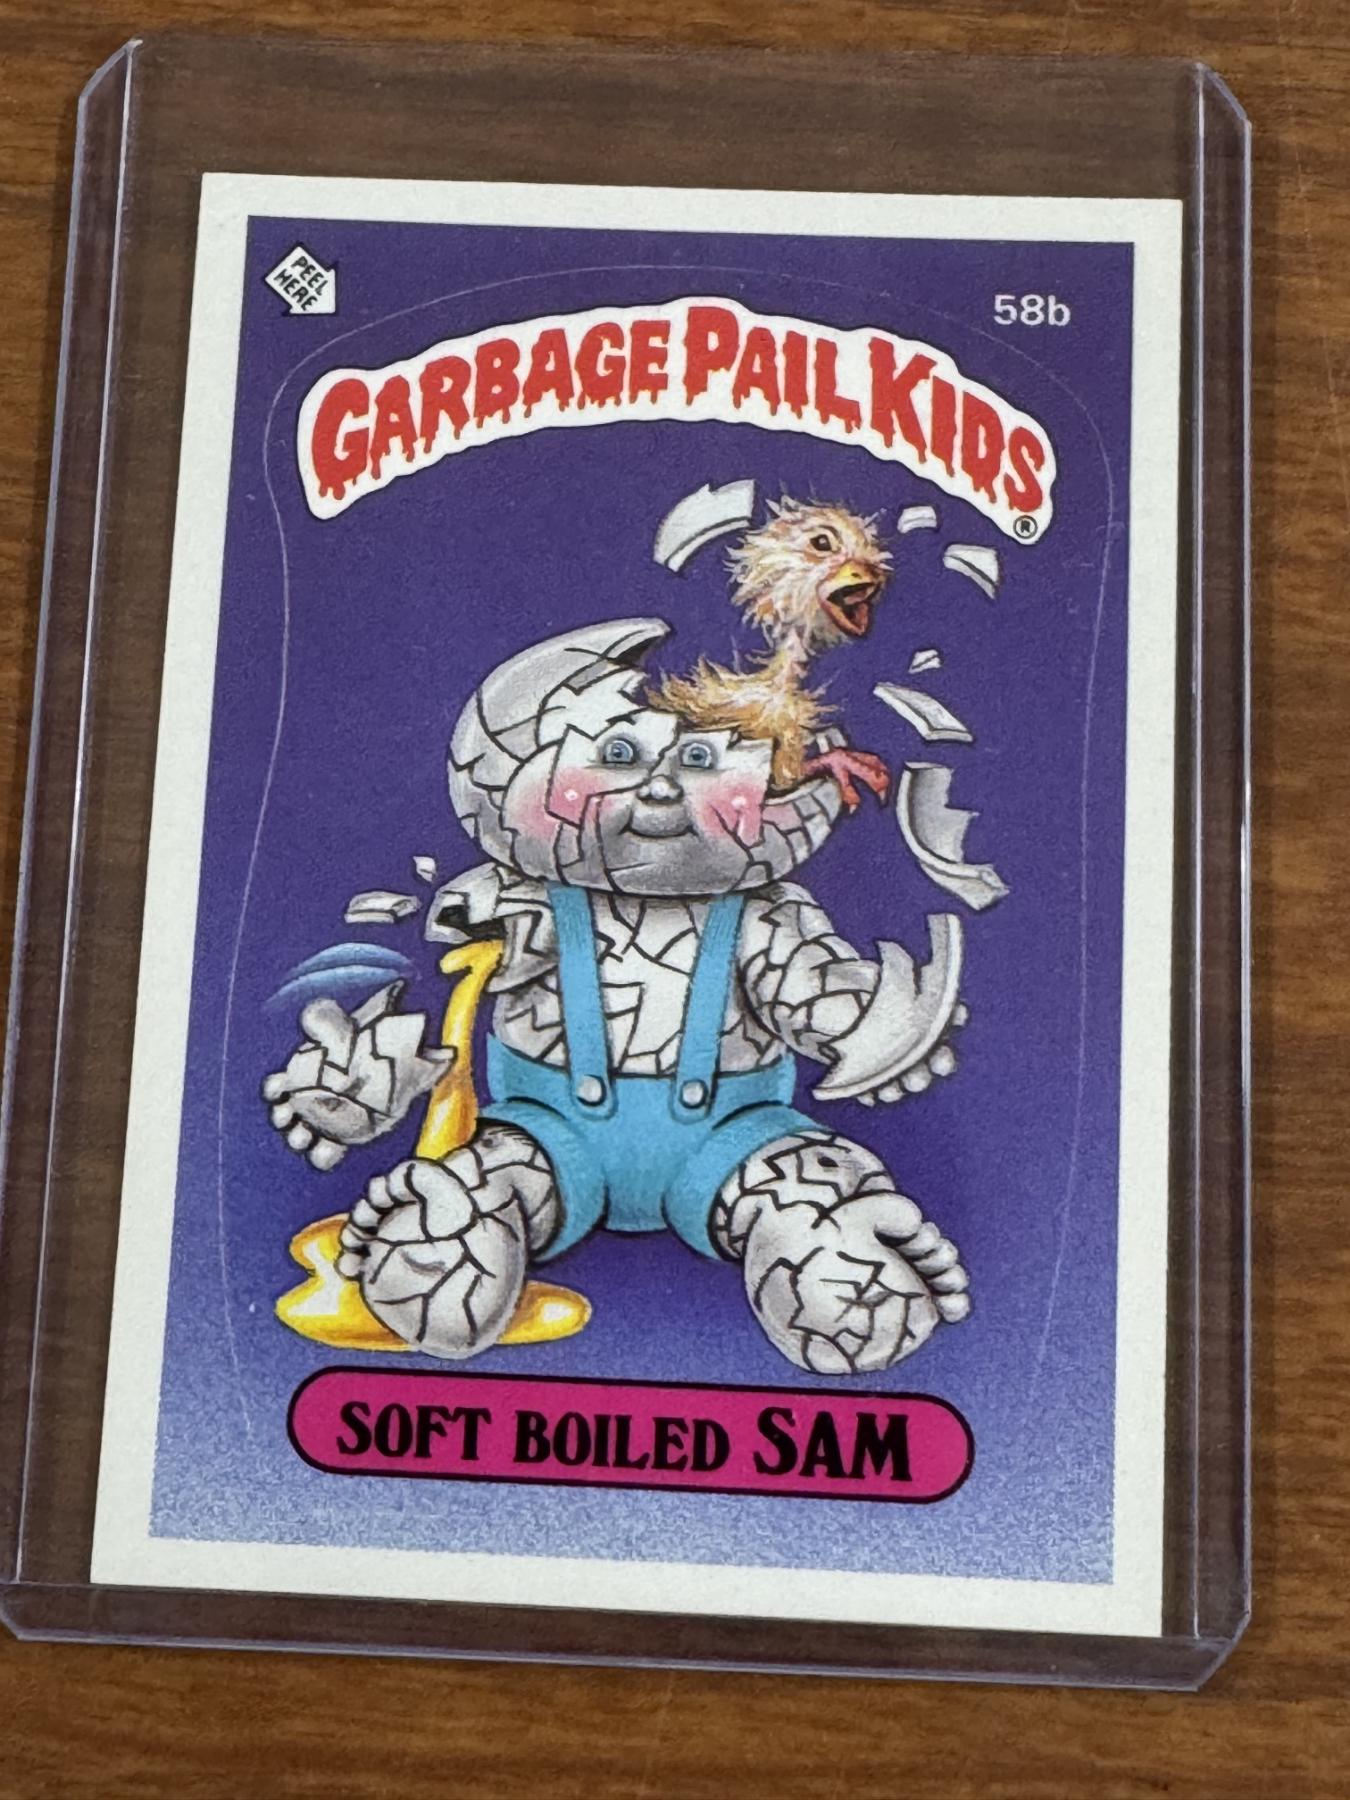 PEEL
HERE
58b
GARBAGE PAIL KIDS
®
SOFT BOILED SAM